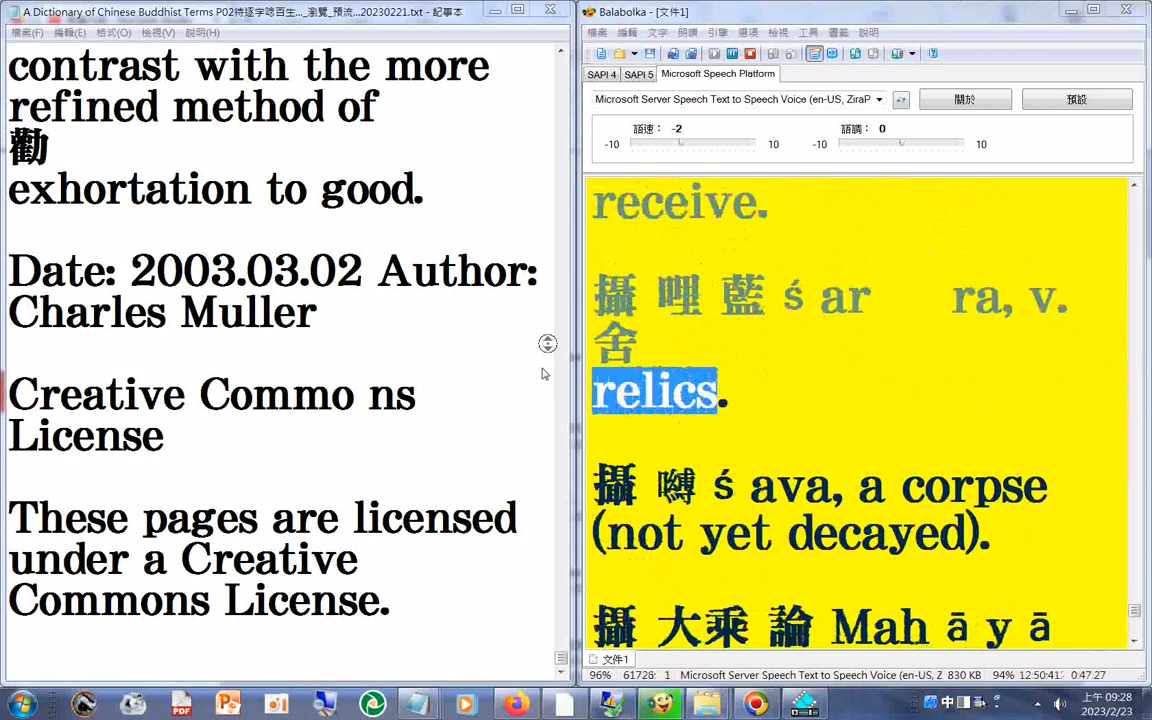 A Dictionary of Chinese Buddhist Terms P02待逐字唸百生..._瀏覽_預流...20230221.txt - 記事本
檔案(F) 編輯(E) 格式(O) 檢視(V) 說明(H)
contrast with the more
refined method of
勸
exhortation to good.
Date: 2003.03.02 Author:
Charles Muller
Creative Commo ns
License
These pages are licensed
under a Creative
Commons License.
Balabolka - [文件1]
檔案 編輯 文字 朗讀 引擎 選項 檢視 工具 書籤 說明
SAPI 4 SAPI 5 Microsoft Speech Platform
Microsoft Server Speech Text to Speech Voice (en-US, ZiraP
關於
預設
語速： -2
語調： 0
-10 10 -10 10
receive.
攝 哩 藍 ś ar ra, v.
舍
relics.
攝 嚩 ś ava, a corpse
(not yet decayed).
攝 大乘 論 Mah ā y ā
文件1
96% 61728: 1 Microsoft Server Speech Text to Speech Voice (en-US, Z 830 KB 94% 12:50:41 0:47:27
PDF
中
上午 09:28
2023/2/23